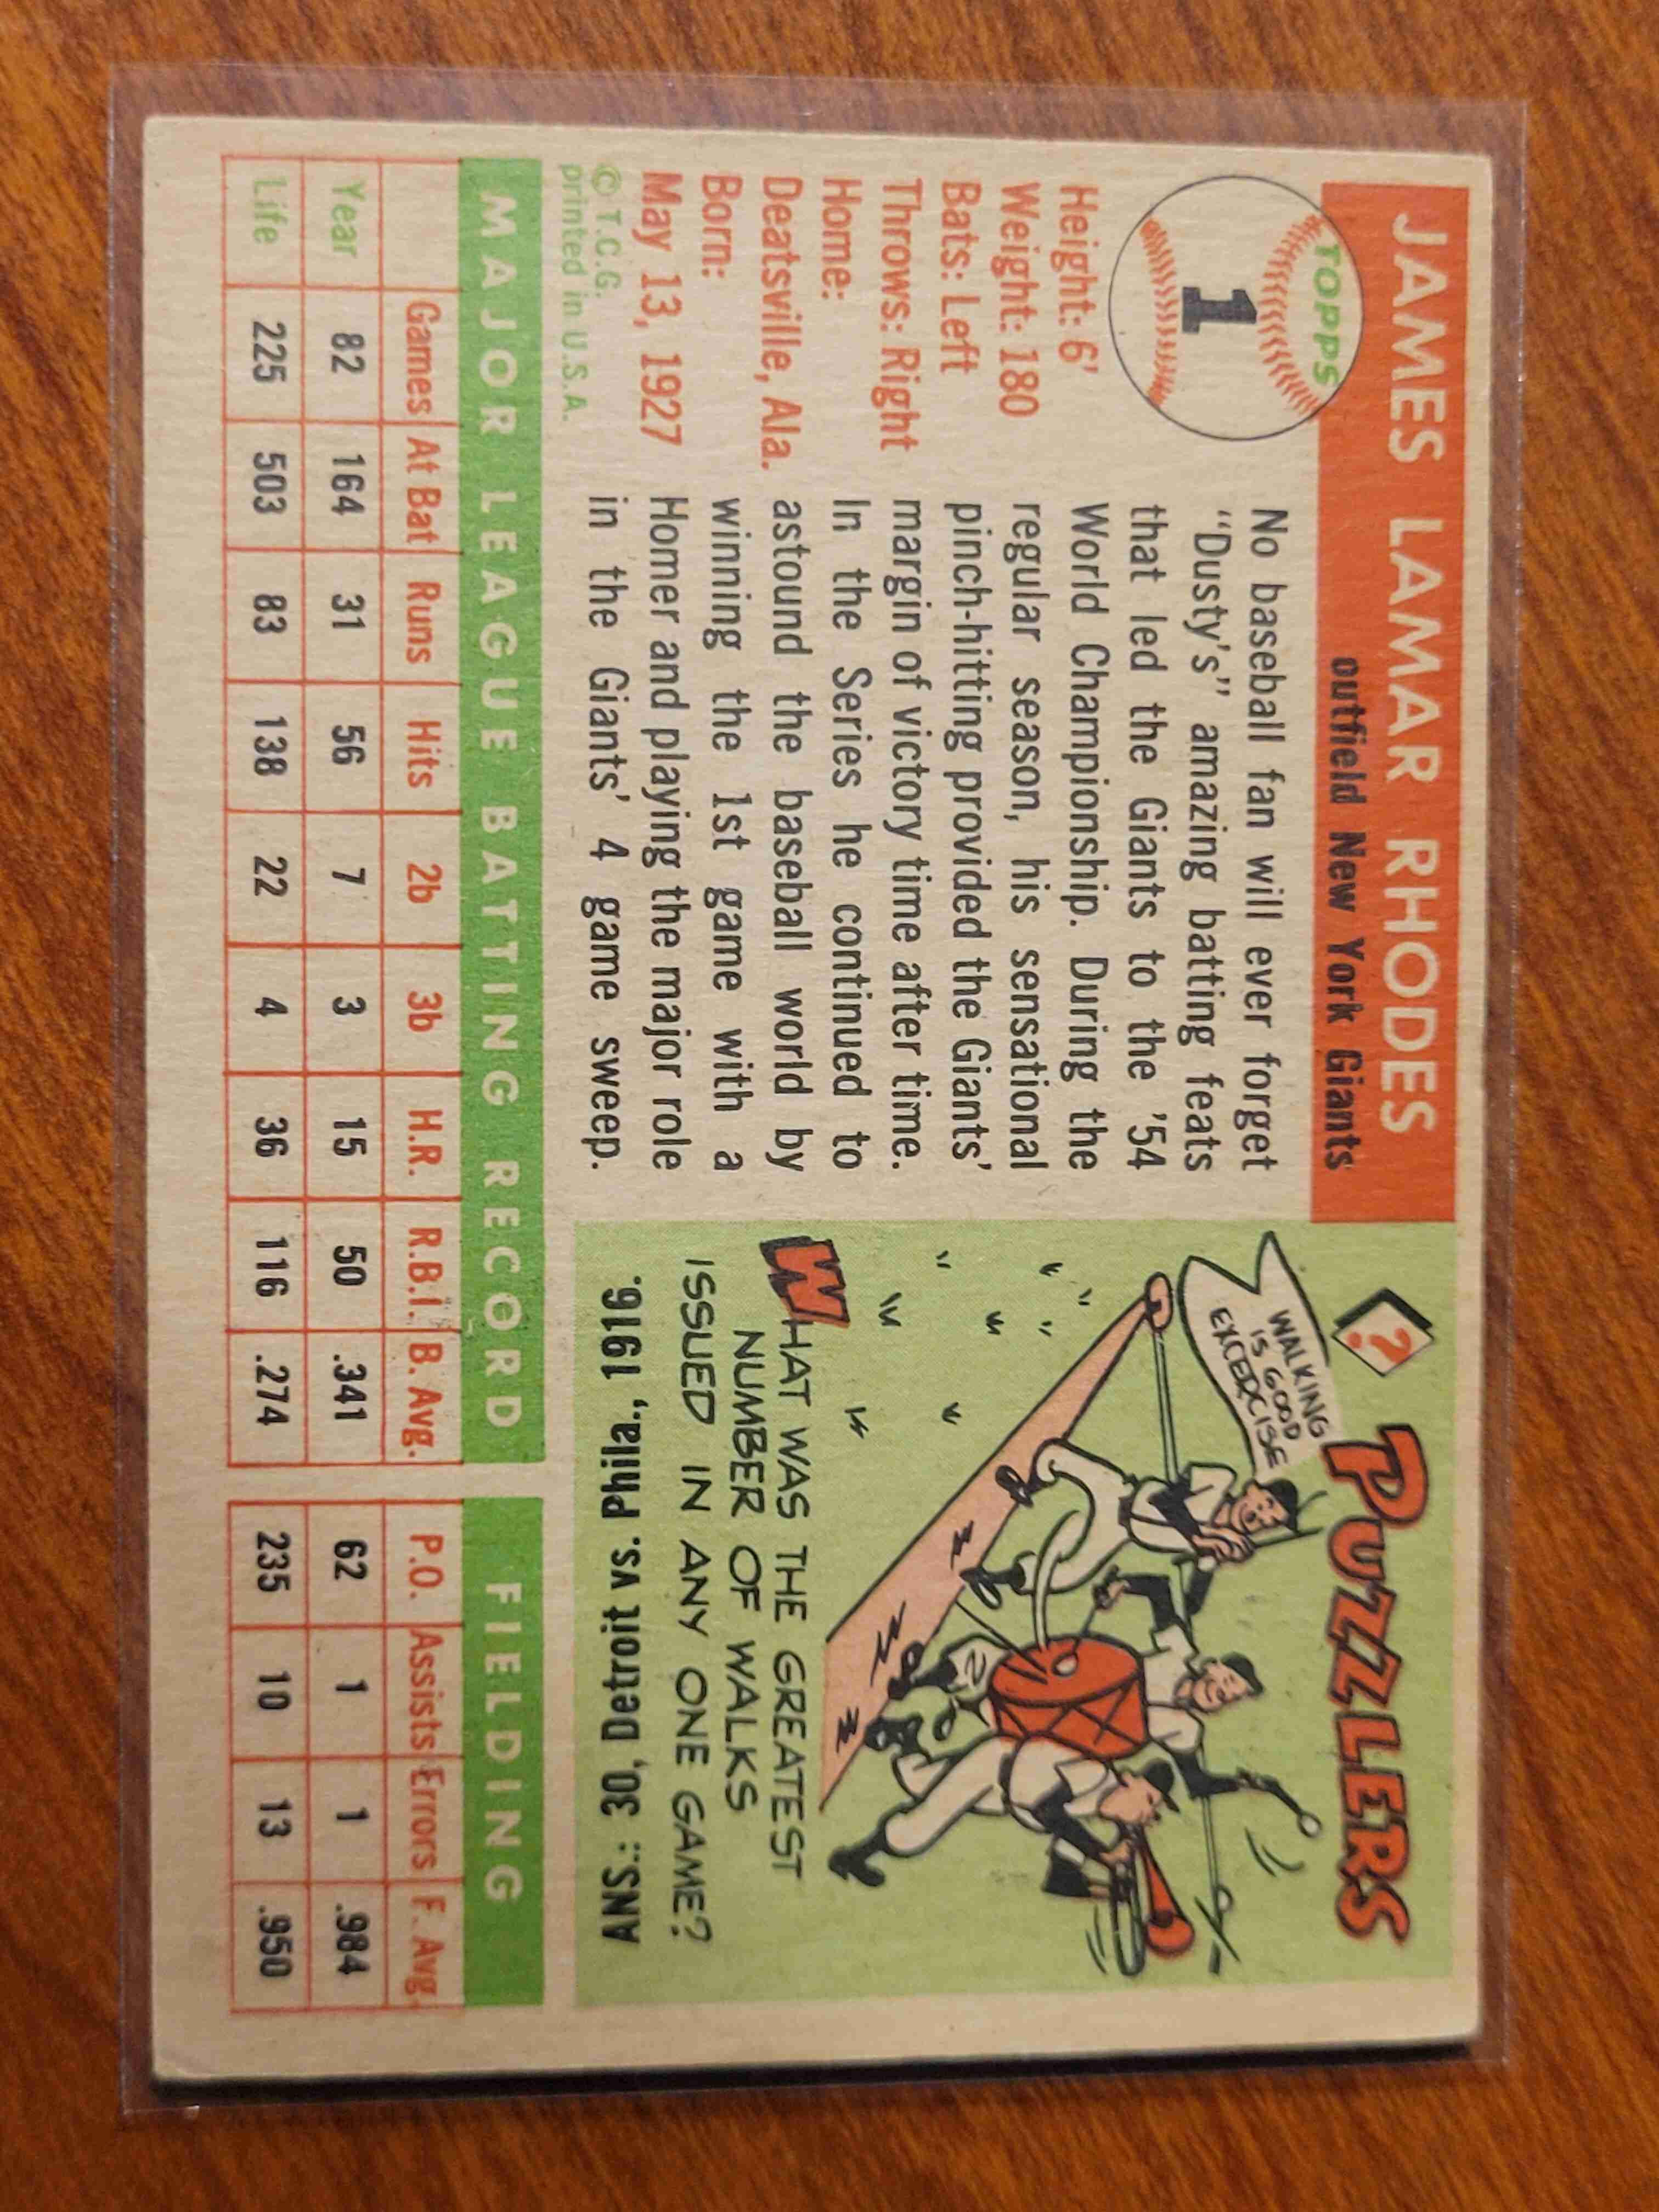 TOPPS
1
JAMES LAMAR RHODES
outfield New York Giants
Height: 6'
Weight: 180
Bats: Left
Throws: Right
Home:
Deatsville, Ala.
Born:
May 13, 1927
© T.C.G.
printed in U.S.A.
No baseball fan will ever forget
"Dusty's" amazing batting feats
that led the Giants to the '54
World Championship. During the
regular season, his sensational
pinch-hitting provided the Giants'
margin of victory time after time.
In the Series he continued to
astound the baseball world by
winning the 1st game with a
Homer and playing the major role
in the Giants' 4 game sweep.
? PUZZLERS
WALKING
IS GOOD
EXCERCISE
WHAT WAS THE GREATEST
NUMBER OF WALKS
ISSUED IN ANY ONE GAME?
ANS.: 30, Detroit vs. Phila., 1916.
MAJOR LEAGUE BATTING RECORD FIELDING
Games At Bat Runs Hits 2b 3b H.R. R.B.I. B. Avg. P.O. Assists Errors F. Avg.
Year 82 164 31 56 7 3 15 50 .341 62 1 1 .984
Life 225 503 83 138 22 4 36 116 .274 235 10 13 .950